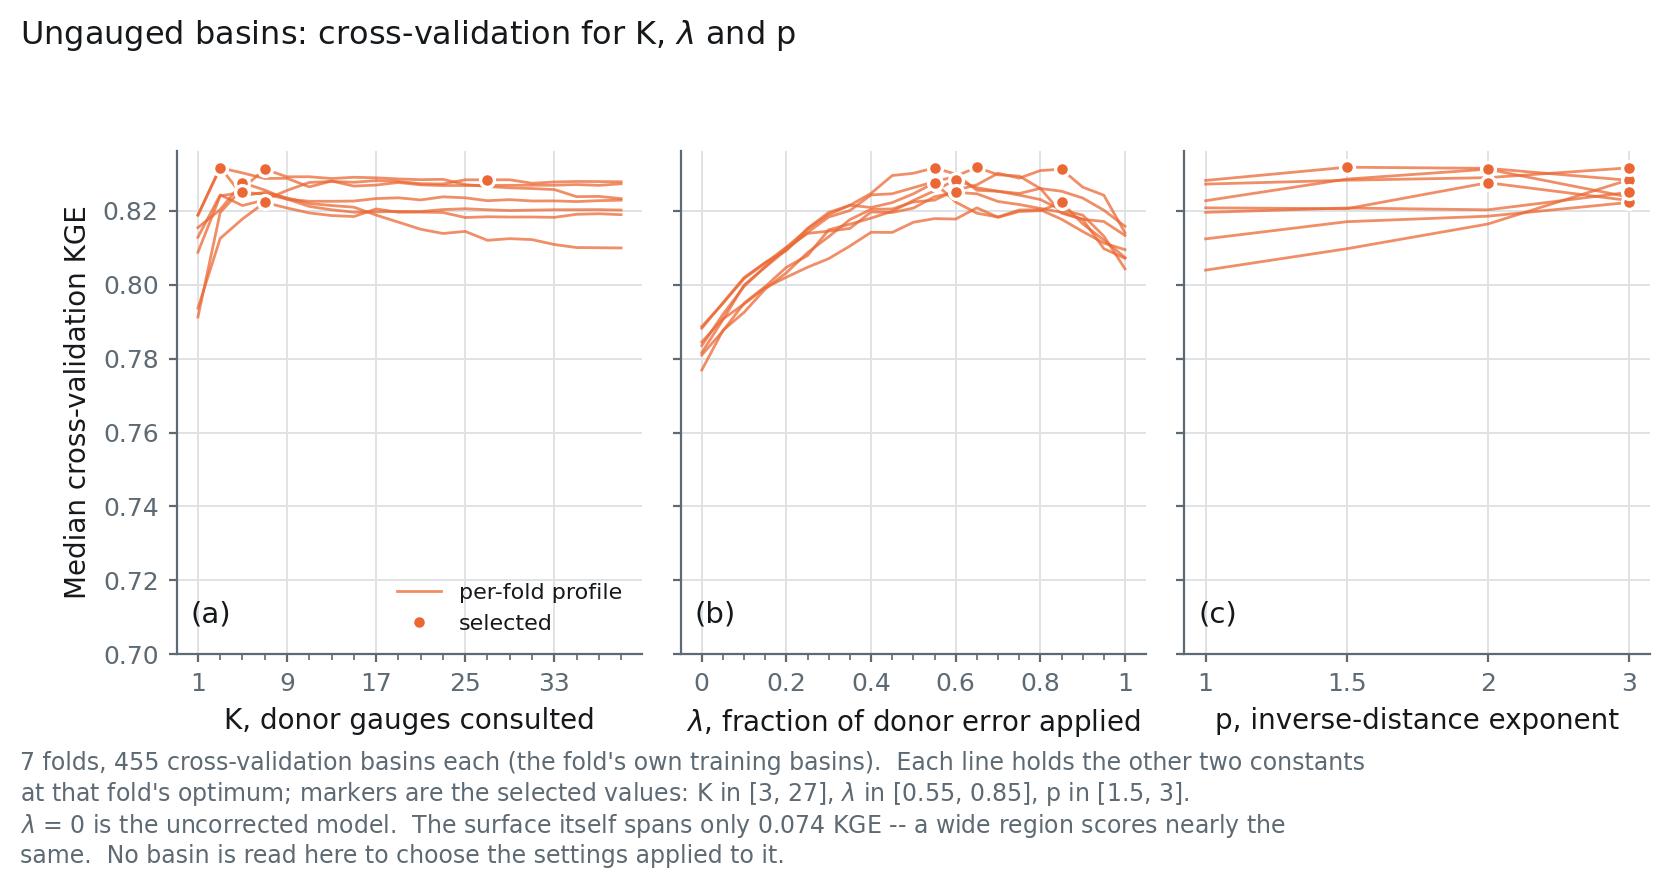 Ungauged basins: cross-validation for K, λ and p
Median cross-validation KGE
0.82
0.80
0.78
0.76
0.74
0.72
0.70
(a)
per-fold profile
selected
1 9 17 25 33
K, donor gauges consulted
(b)
0 0.2 0.4 0.6 0.8 1
λ, fraction of donor error applied
(c)
1 1.5 2 3
p, inverse-distance exponent
7 folds, 455 cross-validation basins each (the fold's own training basins).  Each line holds the other two constants
at that fold's optimum; markers are the selected values: K in [3, 27], λ in [0.55, 0.85], p in [1.5, 3].
λ = 0 is the uncorrected model.  The surface itself spans only 0.074 KGE -- a wide region scores nearly the
same.  No basin is read here to choose the settings applied to it.